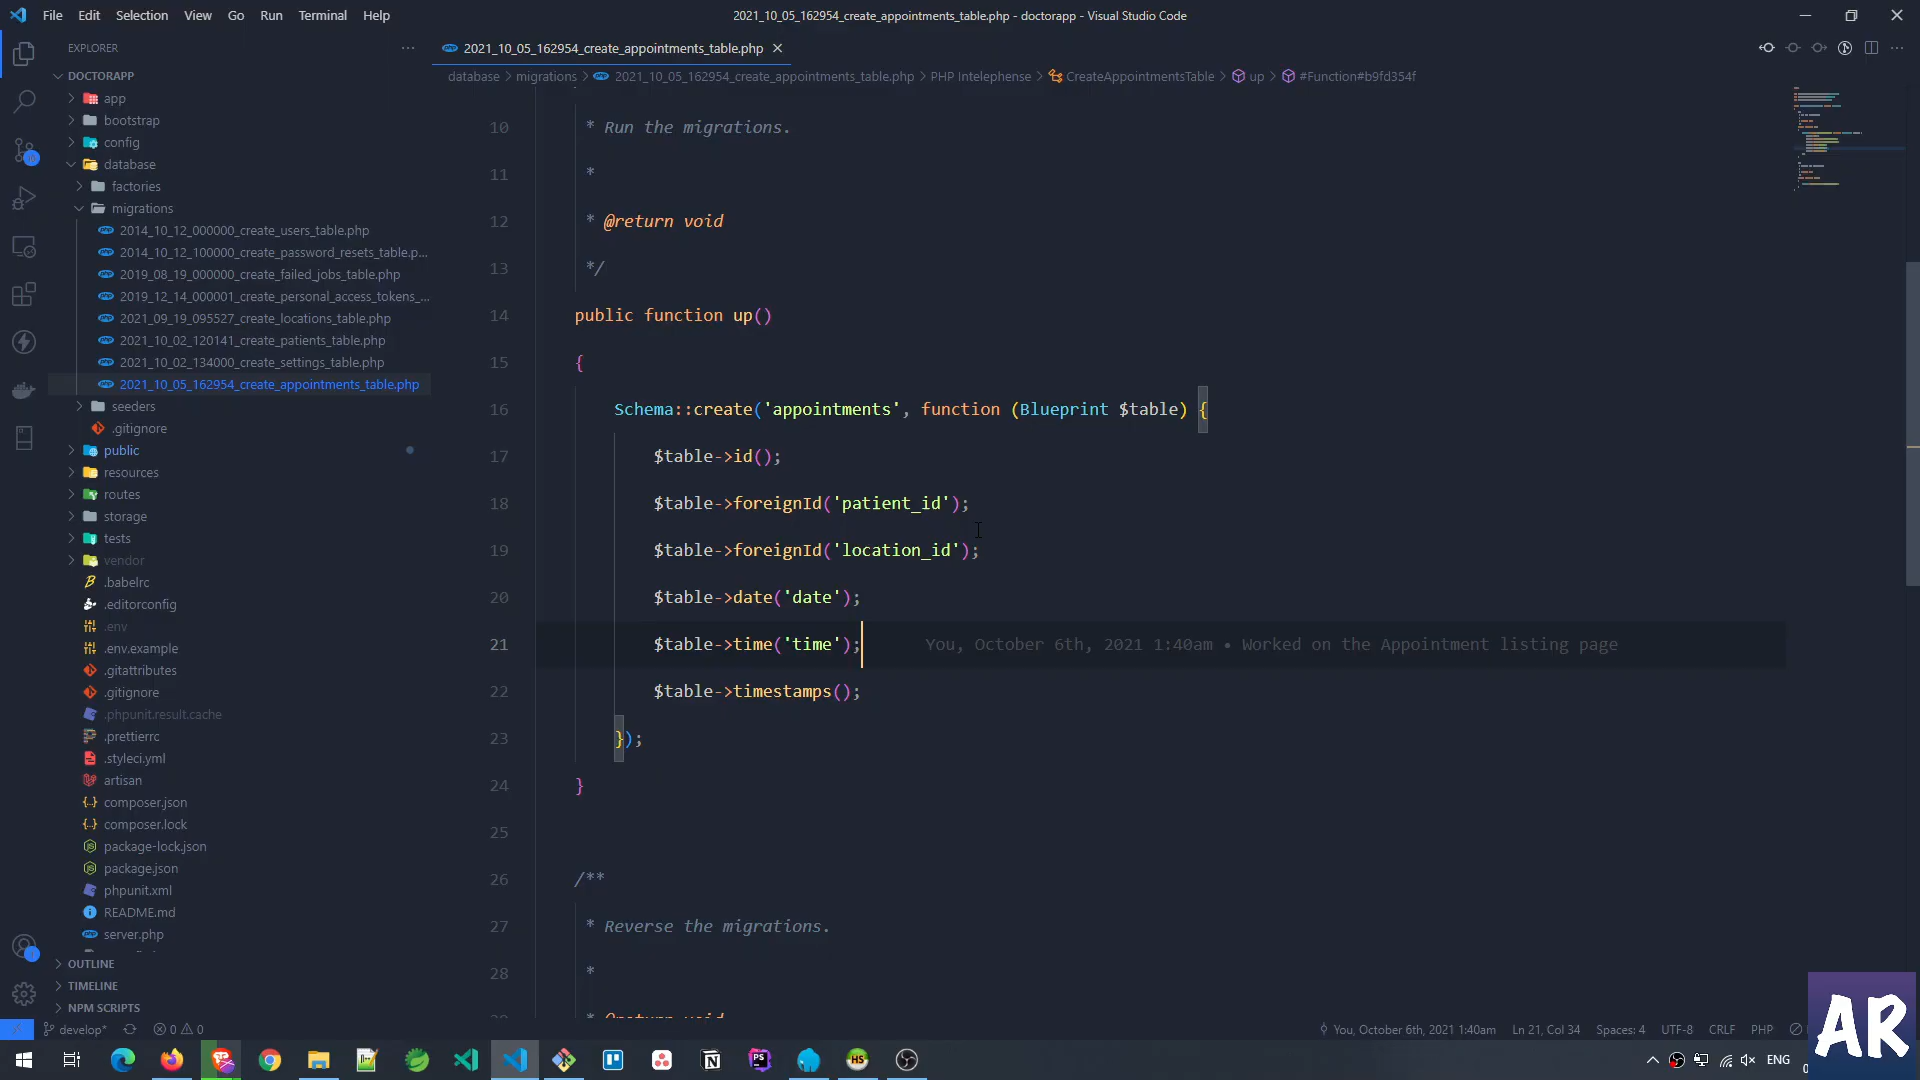 File Edit Selection View Go Run Terminal Help
2021_10_05_162954_create_appointments_table.php - doctorapp - Visual Studio Code
EXPLORER
2021_10_05_162954_create_appointments_table.php
DOCTORAPP
database > migrations > 2021_10_05_162954_create_appointments_table.php > PHP Intelephense > CreateAppointmentsTable > up > #Function#b9fd354f
app
bootstrap
config
database
factories
migrations
2014_10_12_000000_create_users_table.php
2014_10_12_100000_create_password_resets_table.p...
2019_08_19_000000_create_failed_jobs_table.php
2019_12_14_000001_create_personal_access_tokens_...
2021_09_19_095527_create_locations_table.php
2021_10_02_120141_create_patients_table.php
2021_10_02_134000_create_settings_table.php
2021_10_05_162954_create_appointments_table.php
seeders
.gitignore
public
resources
routes
storage
tests
vendor
.babelrc
.editorconfig
.env
.env.example
.gitattributes
.gitignore
.phpunit.result.cache
.prettierrc
.styleci.yml
artisan
composer.json
composer.lock
package-lock.json
package.json
phpunit.xml
README.md
server.php
OUTLINE
TIMELINE
NPM SCRIPTS
10 * Run the migrations.
11 *
12 * @return void
13 */
14 public function up()
15 {
16 Schema::create('appointments', function (Blueprint $table) {
17 $table->id();
18 $table->foreignId('patient_id');
19 $table->foreignId('location_id');
20 $table->date('date');
21 $table->time('time'); You, October 6th, 2021 1:40am • Worked on the Appointment listing page
22 $table->timestamps();
23 });
24 }
25
26 /**
27 * Reverse the migrations.
28 *
* @return void
develop* 0 0 You, October 6th, 2021 1:40am Ln 21, Col 34 Spaces: 4 UTF-8 CRLF PHP
ENG
AR